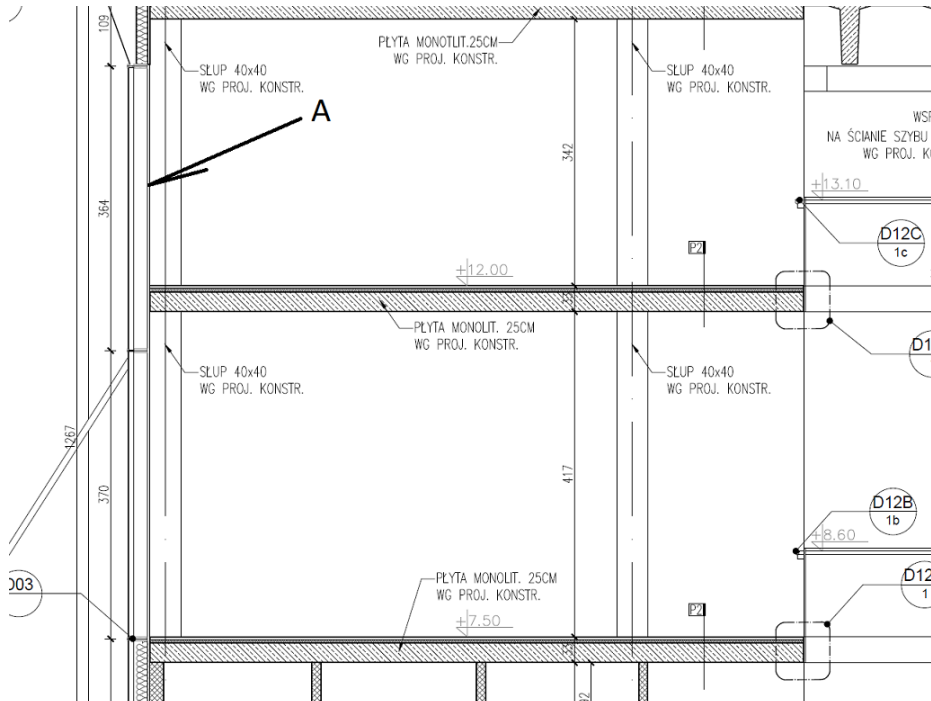 109
PŁYTA MONOTLIT.25CM
WG PROJ. KONSTR.
342
SŁUP 40x40
WG PROJ. KONSTR.
SŁUP 40x40
WG PROJ. KONSTR.
A
NA ŚCIANIE SZYBU
WG PROJ.
364
+13.10
D12C
1c
P2
+12.00
33
PŁYTA MONOLIT. 25CM
WG PROJ. KONSTR.
SŁUP 40x40
WG PROJ. KONSTR.
SŁUP 40x40
WG PROJ. KONSTR.
1267
370
417
D12B
1b
+8.60
003
PŁYTA MONOLIT. 25CM
WG PROJ. KONSTR.
D12
1
P2
+7.50
33